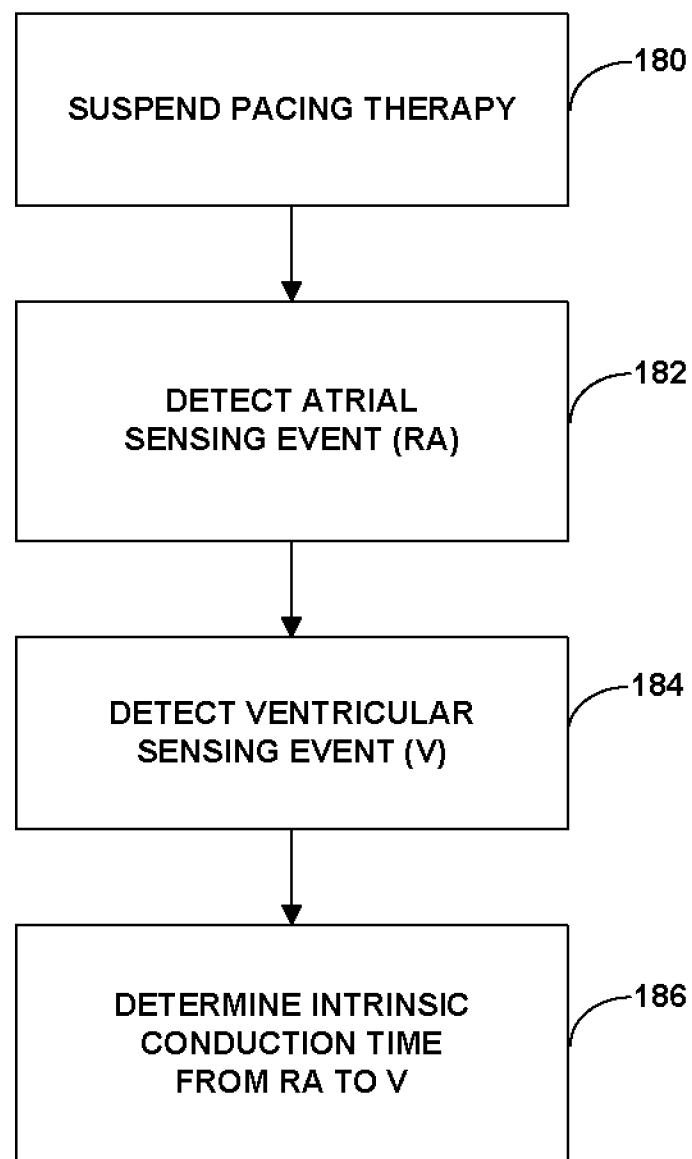 180
SUSPEND PACING THERAPY
182
DETECT ATRIAL
SENSING EVENT (RA)
184
DETECT VENTRICULAR
SENSING EVENT (V)
186
DETERMINE INTRINSIC
CONDUCTION TIME
FROM RA TO V